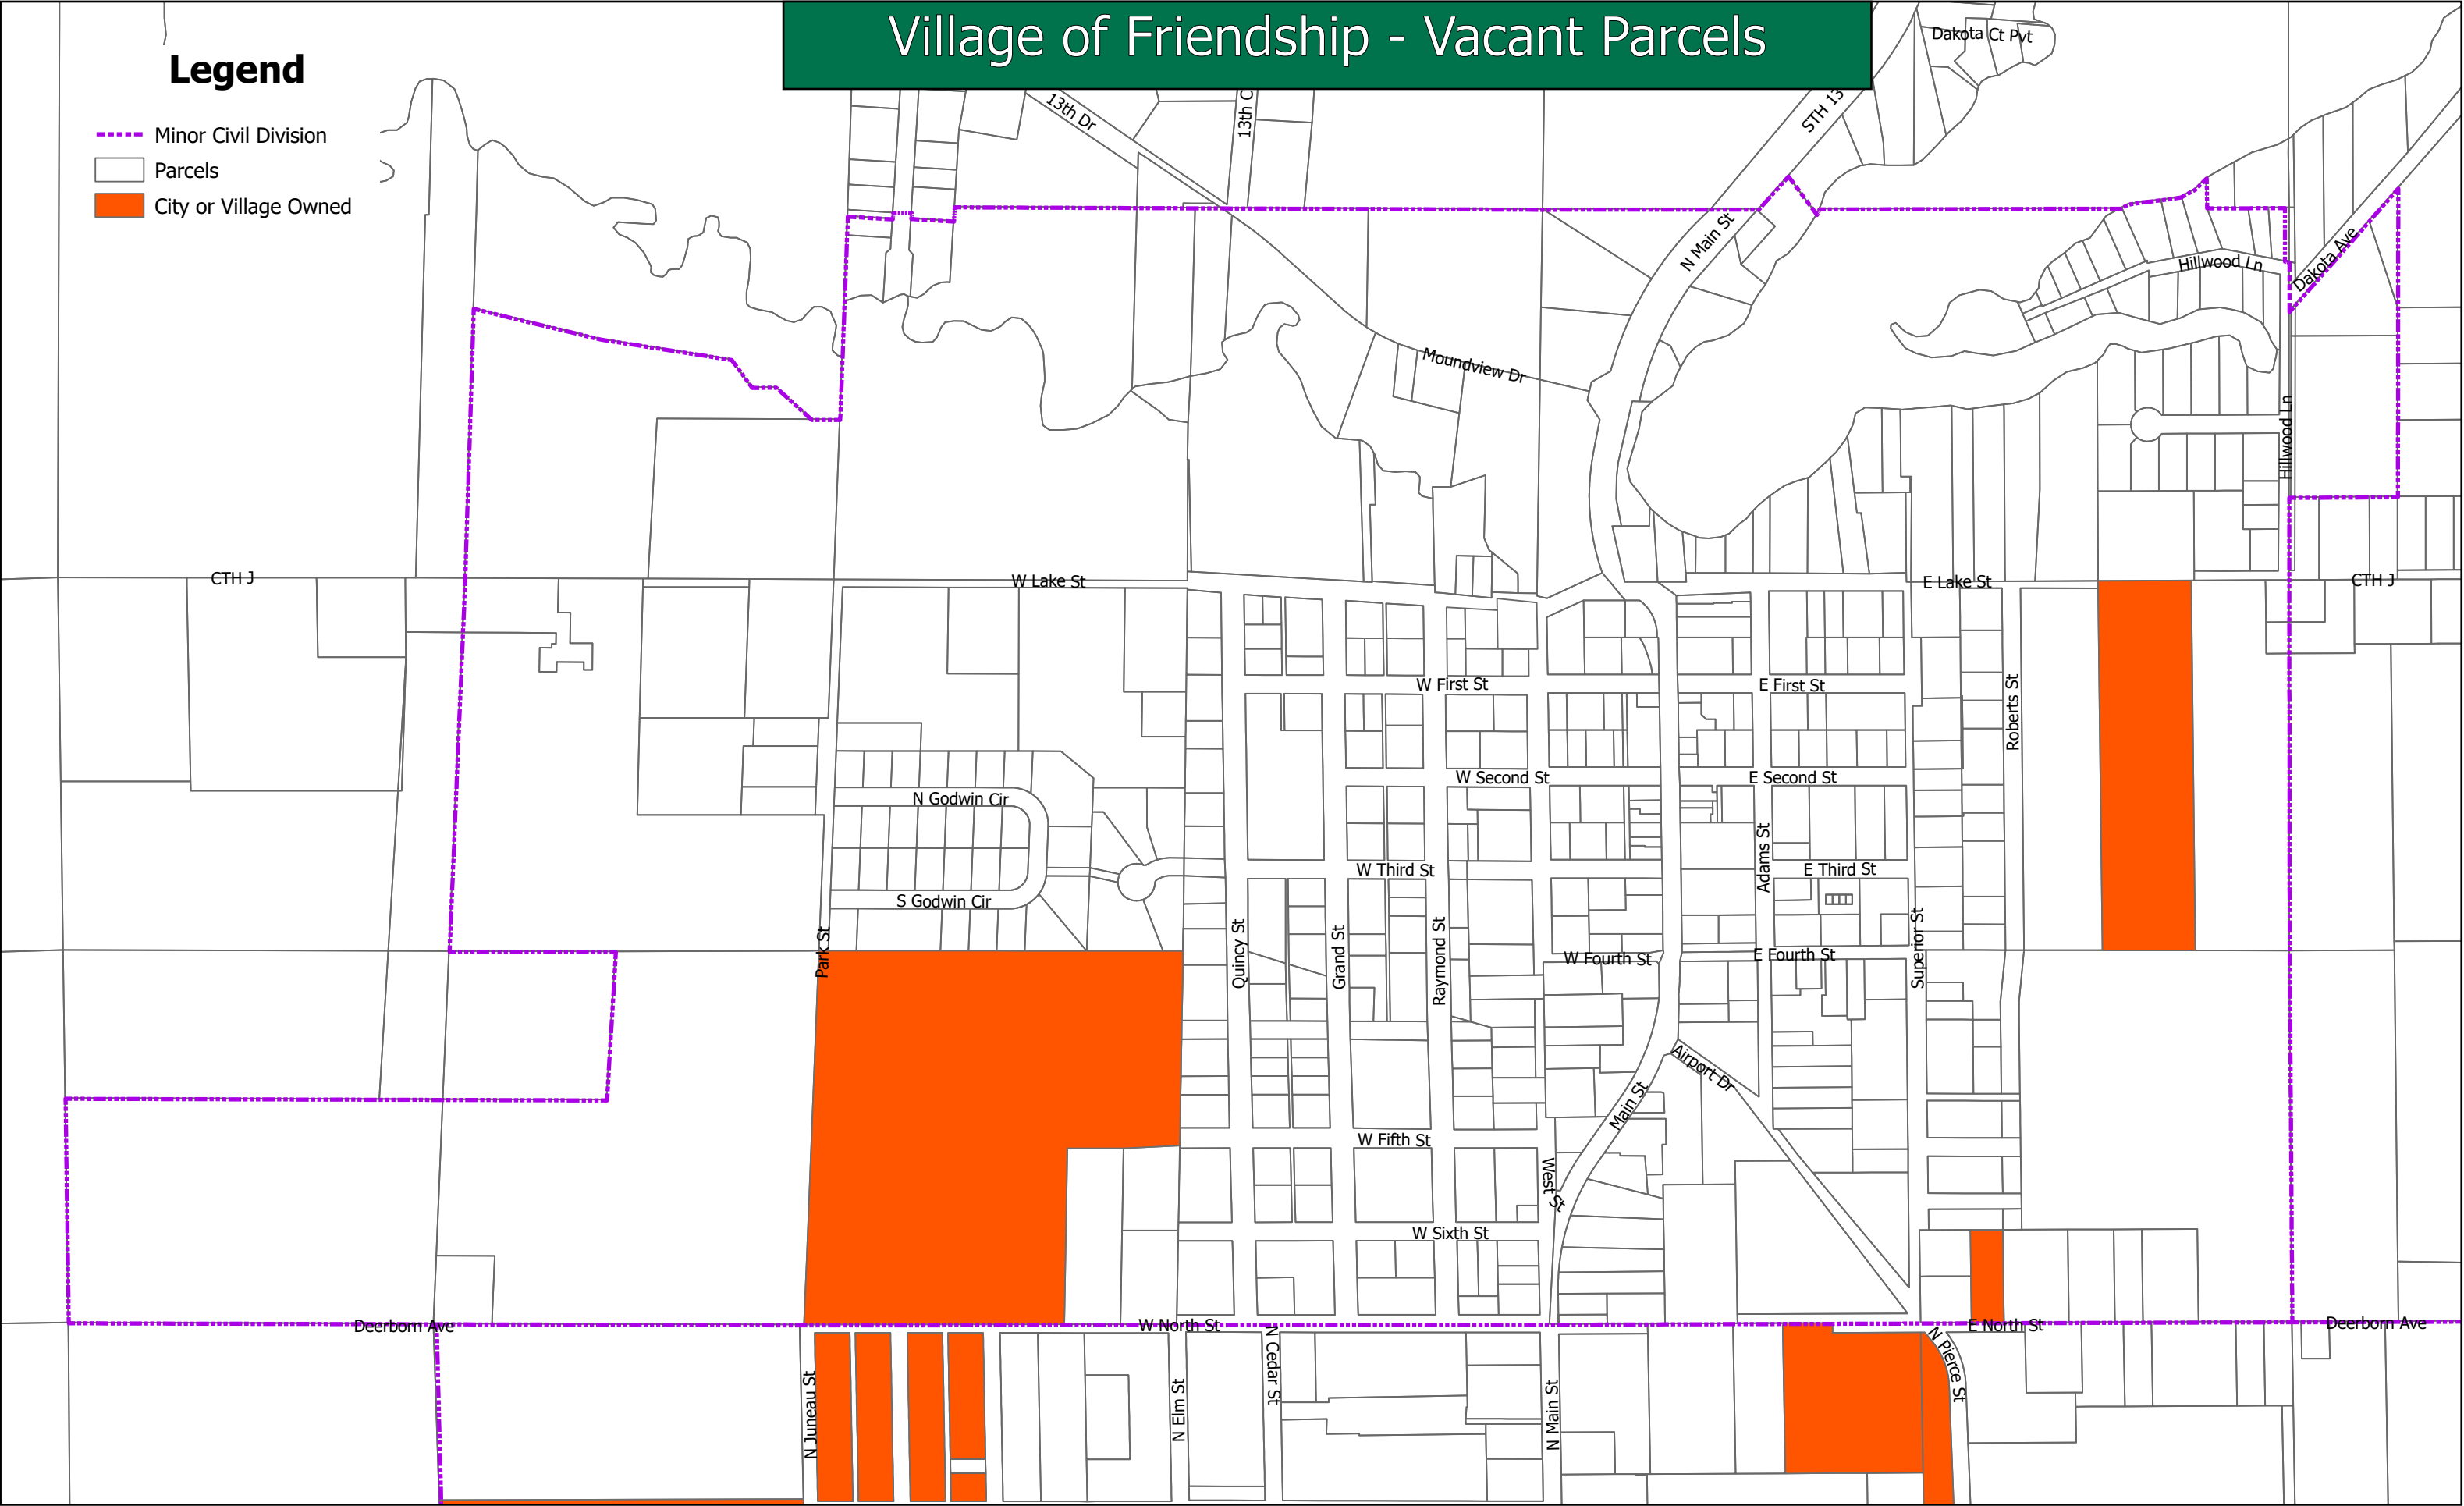 Village of Friendship - Vacant Parcels
Legend
Minor Civil Division
Parcels
City or Village Owned
Dakota Ct Pvt
13th Dr
13th C
STH 13
N Main St
Hillwood Ln
Dakota Ave
Moundview Dr
Hillwood Ln
CTH J
W Lake St
E Lake St
CTH J
W First St
E First St
Roberts St
W Second St
E Second St
N Godwin Cir
Adams St
W Third St
E Third St
S Godwin Cir
Park St
Quincy St
Grand St
Raymond St
W Fourth St
E Fourth St
Superior St
Airport Dr
Main St
W Fifth St
West St
W Sixth St
Deerborn Ave
W North St
E North St
Deerborn Ave
N Juneau St
N Elm St
N Cedar St
N Main St
N Pierce St